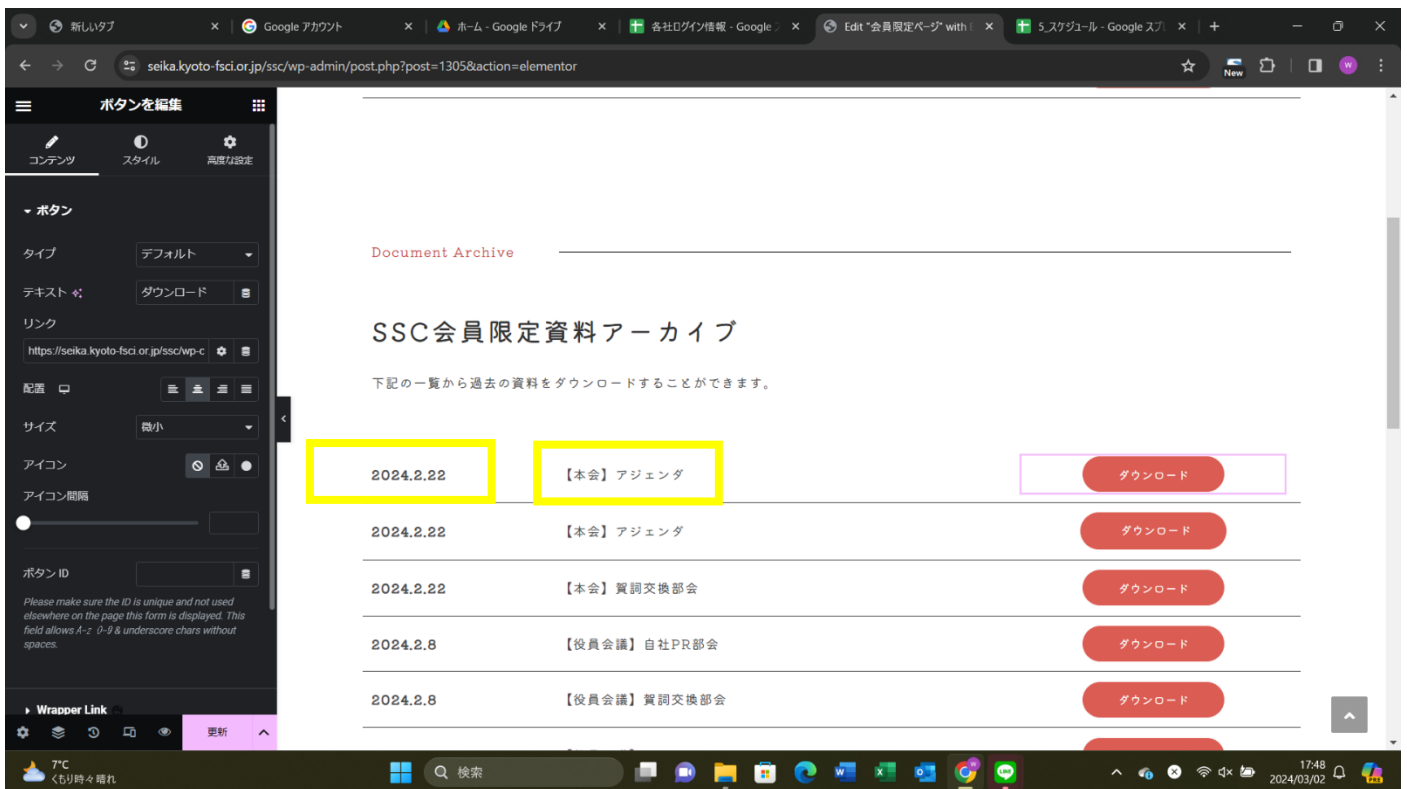 新しいタブ
Google アカウント
ホーム - Google ドライブ
各社ログイン情報 - Google
Edit "会員限定ページ" with
5_スケジュール - Google スプ
seika.kyoto-fsci.or.jp/ssc/wp-admin/post.php?post=1305&action=elementor
New
W
ボタンを編集
コンテンツ
スタイル
高度な設定
ボタン
タイプ
デフォルト
テキスト
ダウンロード
リンク
https://seika.kyoto-fsci.or.jp/ssc/wp-c
配置
サイズ
微小
アイコン
アイコン間隔
ボタン ID
Please make sure the ID is unique and not used
elsewhere on the page this form is displayed. This
field allows A-z 0-9 & underscore chars without
spaces.
Wrapper Link
更新
Document Archive
SSC会員限定資料アーカイブ
下記の一覧から過去の資料をダウンロードすることができます。
2024.2.22 【本会】アジェンダ ダウンロード
2024.2.22 【本会】アジェンダ ダウンロード
2024.2.22 【本会】賀詞交換部会 ダウンロード
2024.2.8 【役員会議】自社PR部会 ダウンロード
2024.2.8 【役員会議】賀詞交換部会 ダウンロード
7°C
くもり時々晴れ
検索
17:48
2024/03/02